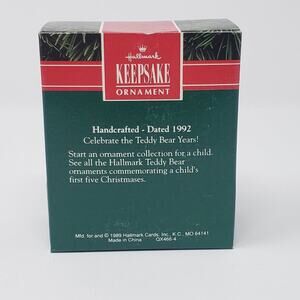 Hallmark
KEEPSAKE
ORNAMENT
Handcrafted - Dated 1992
Celebrate the Teddy Bear Years!
Start an ornament collection for a child.
See all the Hallmark Teddy Bear
ornaments commemorating a child's
first five Christmases.
Mfd. for and © 1989 Hallmark Cards, Inc., K.C., MO 64141
Made in China QX466-4